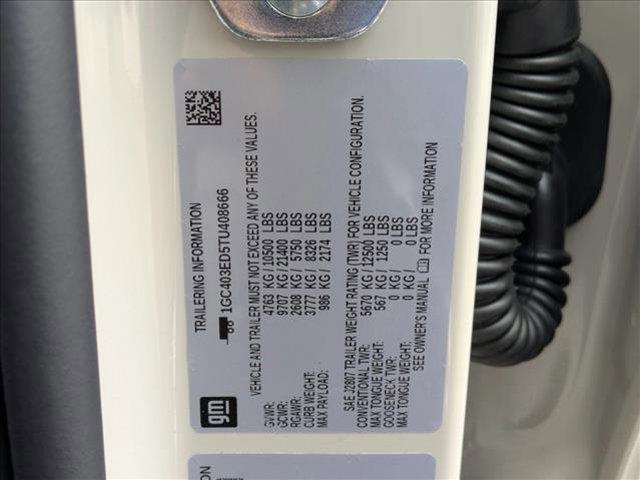 TRAILERING INFORMATION
1GC403ED5TU408666
gm
VEHICLE AND TRAILER MUST NOT EXCEED ANY OF THESE VALUES.
GVWR: 4763 KG / 10500 LBS
GCWR: 9707 KG / 21400 LBS
RGAWR: 2608 KG / 5750 LBS
CURB WEIGHT: 3777 KG / 8326 LBS
MAX PAYLOAD: 986 KG / 2174 LBS
SAE J2807 TRAILER WEIGHT RATING (TWR) FOR VEHICLE CONFIGURATION.
CONVENTIONAL TWR: 5670 KG / 12500 LBS
MAX TONGUE WEIGHT: 567 KG / 1250 LBS
GOOSENECK TWR: 0 KG / 0 LBS
MAX TONGUE WEIGHT: 0 KG / 0 LBS
SEE OWNER'S MANUAL FOR MORE INFORMATION